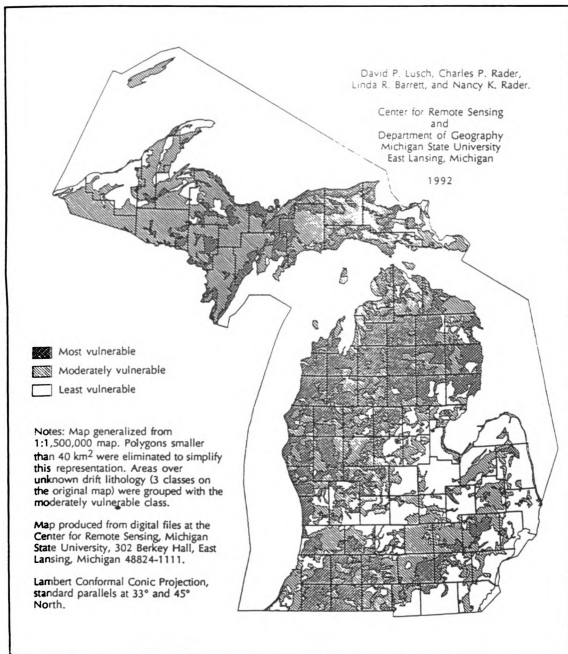 David P. Lusch, Charles P. Rader,
Linda R. Barrett, and Nancy K. Rader.
Center for Remote Sensing
and
Department of Geography
Michigan State University
East Lansing, Michigan
1992
Most vulnerable
Moderately vulnerable
Least vulnerable
Notes: Map generalized from
1:1,500,000 map. Polygons smaller
than 40 km² were eliminated to simplify
this representation. Areas over
unknown drift lithology (3 classes on
the original map) were grouped with the
moderately vulnerable class.
Map produced from digital files at the
Center for Remote Sensing, Michigan
State University, 302 Berkey Hall, East
Lansing, Michigan 48824-1111.
Lambert Conformal Conic Projection,
standard parallels at 33° and 45°
North.